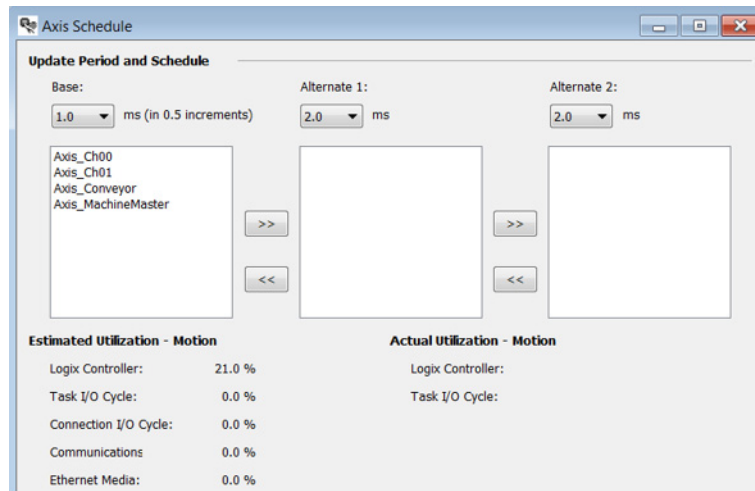 Axis Schedule
Update Period and Schedule
Base: Alternate 1: Alternate 2:
1.0 ms (in 0.5 increments) 2.0 ms 2.0 ms
Axis_Ch00
Axis_Ch01
Axis_Conveyor
Axis_MachineMaster
>> >>
<< <<
Estimated Utilization - Motion Actual Utilization - Motion
Logix Controller: 21.0 % Logix Controller:
Task I/O Cycle: 0.0 % Task I/O Cycle:
Connection I/O Cycle: 0.0 %
Communications 0.0 %
Ethernet Media: 0.0 %